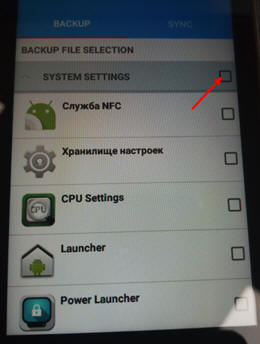 BACKUP
SYNC
BACKUP FILE SELECTION
SYSTEM SETTINGS
Служба NFC
Хранилище настроек
CPU Settings
CPU
Launcher
Power Launcher